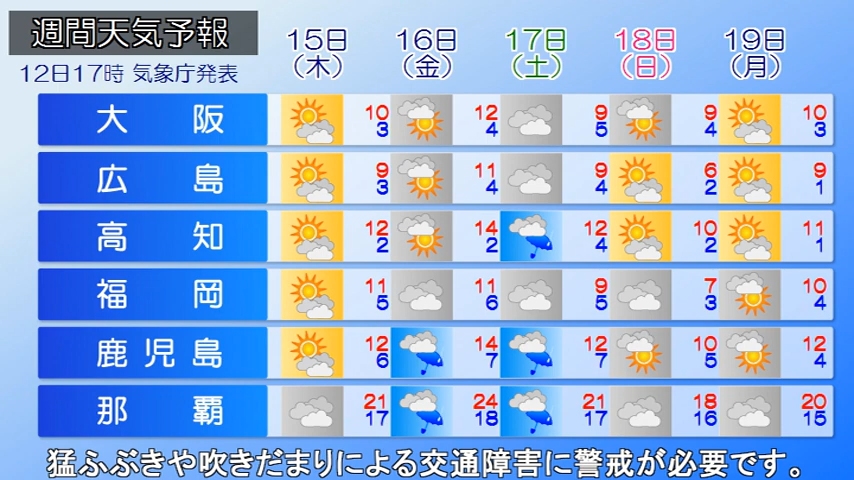 週間天気予報
12日17時 気象庁発表
15日 16日 17日 18日 19日
(木) (金) (土) (日) (月)
大阪 10 3 12 4 9 5 9 4 10 3
広島 9 3 11 4 9 4 6 2 9 1
高知 12 2 14 2 12 4 10 2 11 1
福岡 11 5 11 6 9 5 7 3 10 4
鹿児島 12 6 14 7 12 7 10 5 12 4
那覇 21 17 24 18 21 17 18 16 20 15
猛ふぶきや吹きだまりによる交通障害に警戒が必要です。